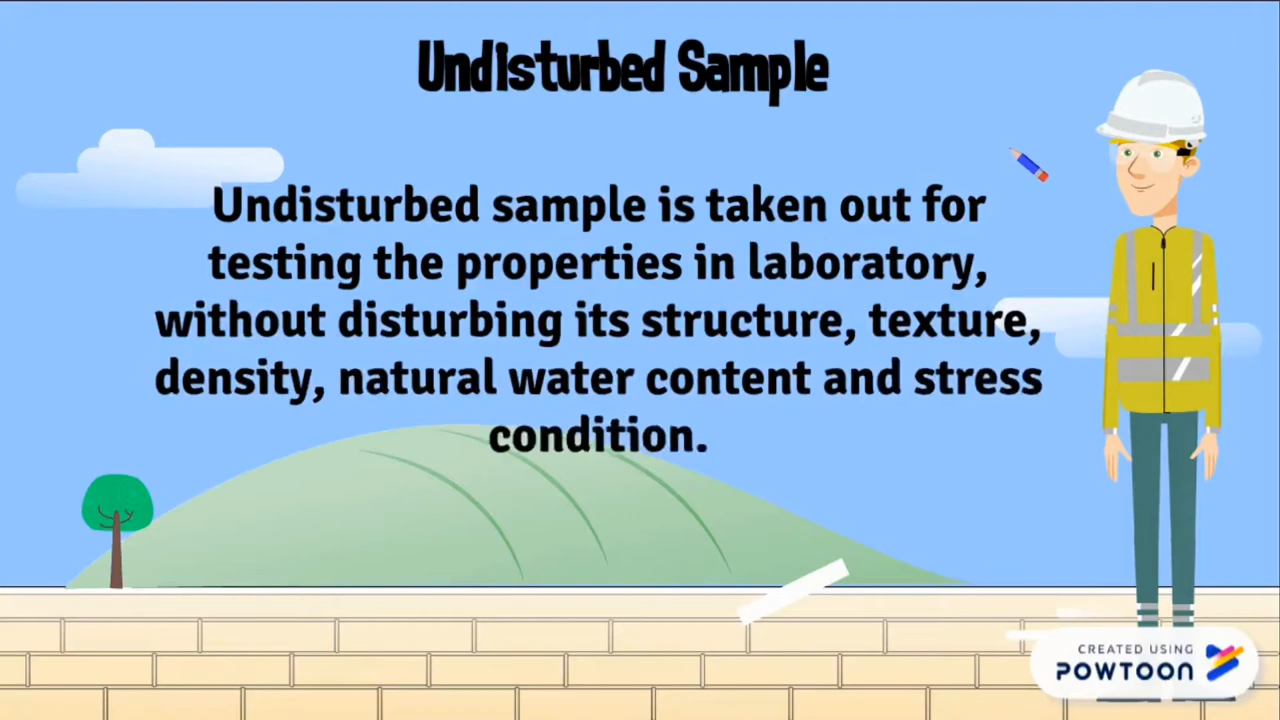 Undisturbed Sample
Undisturbed sample is taken out for
testing the properties in laboratory,
without disturbing its structure, texture,
density, natural water content and stress
condition.
CREATED USING
POWTOON